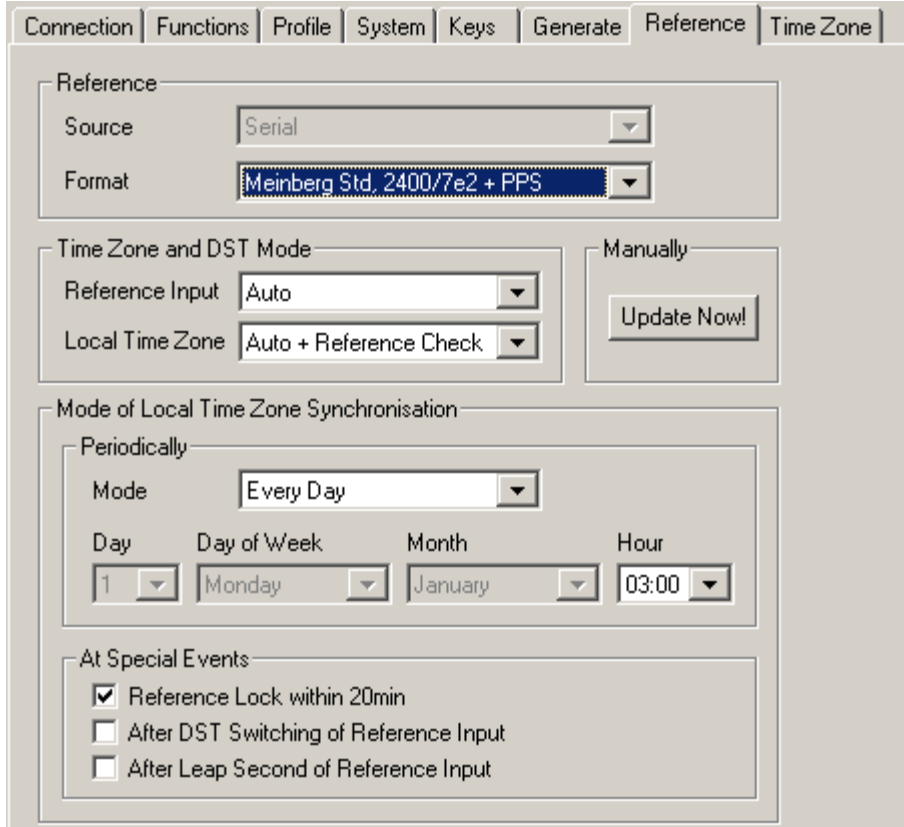 Connection Functions Profile System Keys Generate Reference Time Zone
Reference
Source Serial
Format Meinberg Std, 2400/7e2 + PPS
Time Zone and DST Mode Manually
Reference Input Auto
Update Now!
Local Time Zone Auto + Reference Check
Mode of Local Time Zone Synchronisation
Periodically
Mode Every Day
Day Day of Week Month Hour
1 Monday January 03:00
At Special Events
Reference Lock within 20min
After DST Switching of Reference Input
After Leap Second of Reference Input